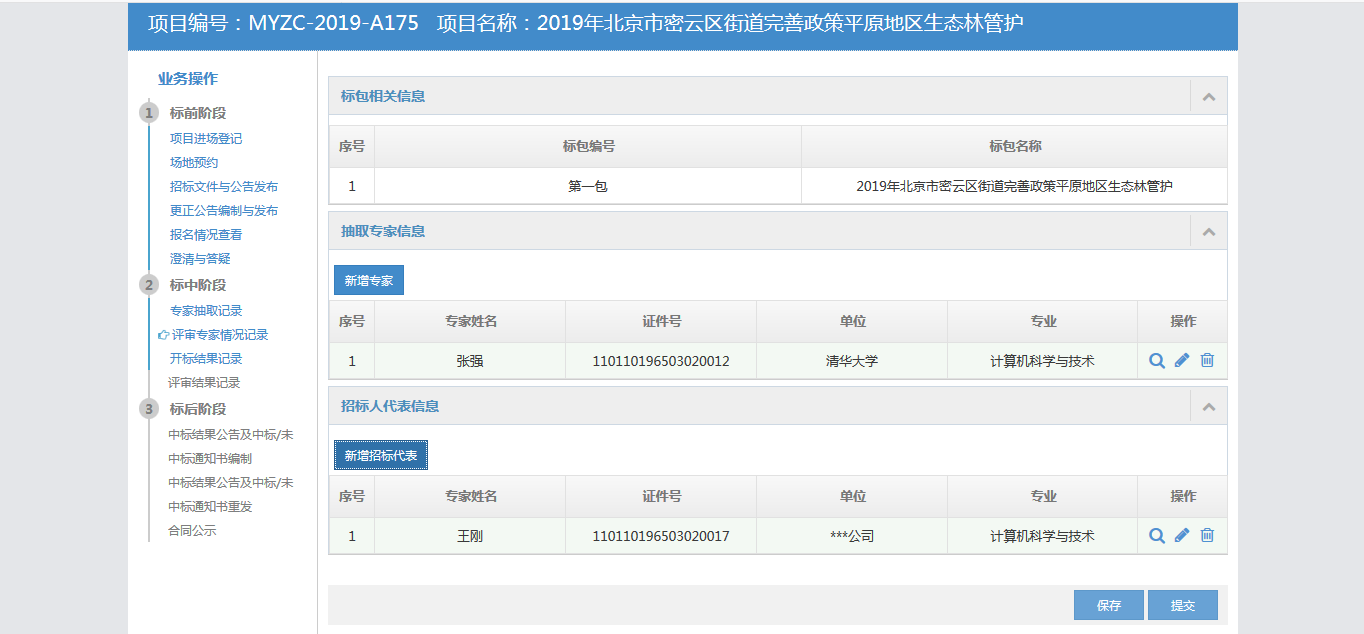 项目编号：MYZC-2019-A175 项目名称：2019年北京市密云区街道完善政策平原地区生态林管护
业务操作
1 标前阶段
项目进场登记
场地预约
招标文件与公告发布
更正公告编制与发布
报名情况查看
澄清与答疑
2 标中阶段
专家抽取记录
评审专家情况记录
开标结果记录
评审结果记录
3 标后阶段
中标结果公告及中标/未
中标通知书编制
中标结果公告及中标/未
中标通知书重发
合同公示
标包相关信息
序号 标包编号 标包名称
1 第一包 2019年北京市密云区街道完善政策平原地区生态林管护
抽取专家信息
新增专家
序号 专家姓名 证件号 单位 专业 操作
1 张强 110110196503020012 清华大学 计算机科学与技术
招标人代表信息
新增招标代表
序号 专家姓名 证件号 单位 专业 操作
1 王刚 110110196503020017 ***公司 计算机科学与技术
保存 提交